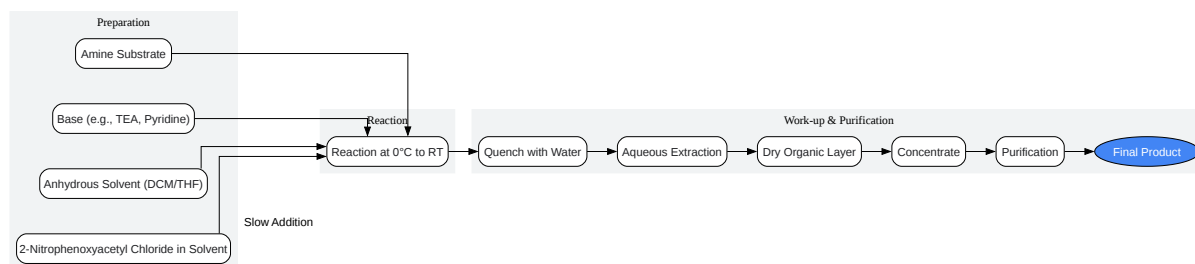 Preparation
Amine Substrate
Base (e.g., TEA, Pyridine)
Anhydrous Solvent (DCM/THF)
2-Nitrophenoxyacetyl Chloride in Solvent
Slow Addition
Reaction
Reaction at 0°C to RT
Work-up & Purification
Quench with Water
Aqueous Extraction
Dry Organic Layer
Concentrate
Purification
Final Product